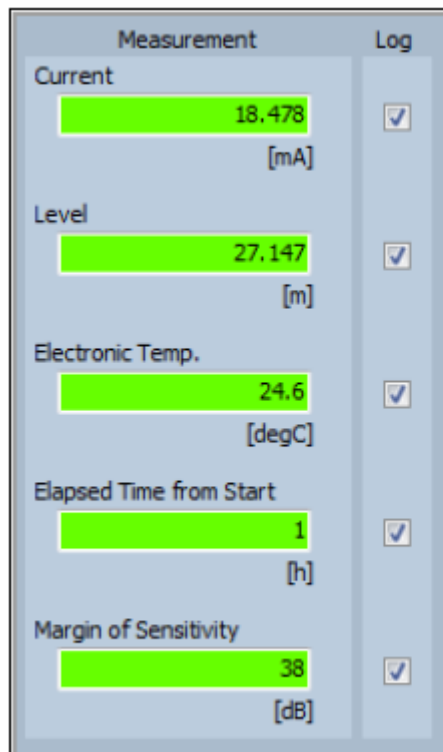 Measurement Log
Current
18.478
[mA]
Level
27.147
[m]
Electronic Temp.
24.6
[degC]
Elapsed Time from Start
1
[h]
Margin of Sensitivity
38
[dB]